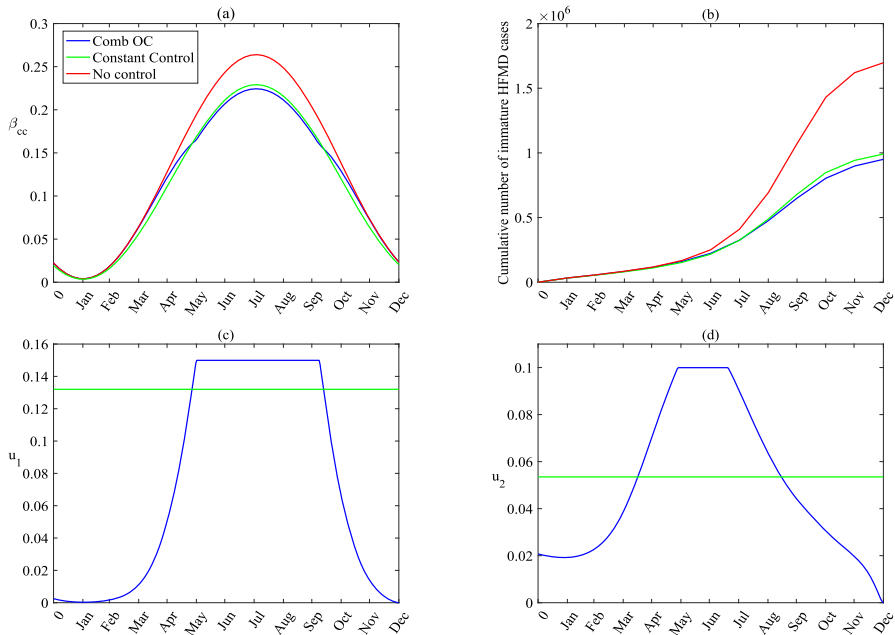 (a)
0.3
0.25
0.2
0.15
0.1
0.05
0
β_cc
Comb OC
Constant Control
No control
0 Jan Feb Mar Apr May Jun Jul Aug Sep Oct Nov Dec
(b)
×10^6
2
1.5
1
0.5
0
Cumulative number of immature HFMD cases
0 Jan Feb Mar Apr May Jun Jul Aug Sep Oct Nov Dec
(c)
0.16
0.14
0.12
0.1
0.08
0.06
0.04
0.02
0
u_1
0 Jan Feb Mar Apr May Jun Jul Aug Sep Oct Nov Dec
(d)
0.1
0.08
0.06
0.04
0.02
0
u_2
0 Jan Feb Mar Apr May Jun Jul Aug Sep Oct Nov Dec